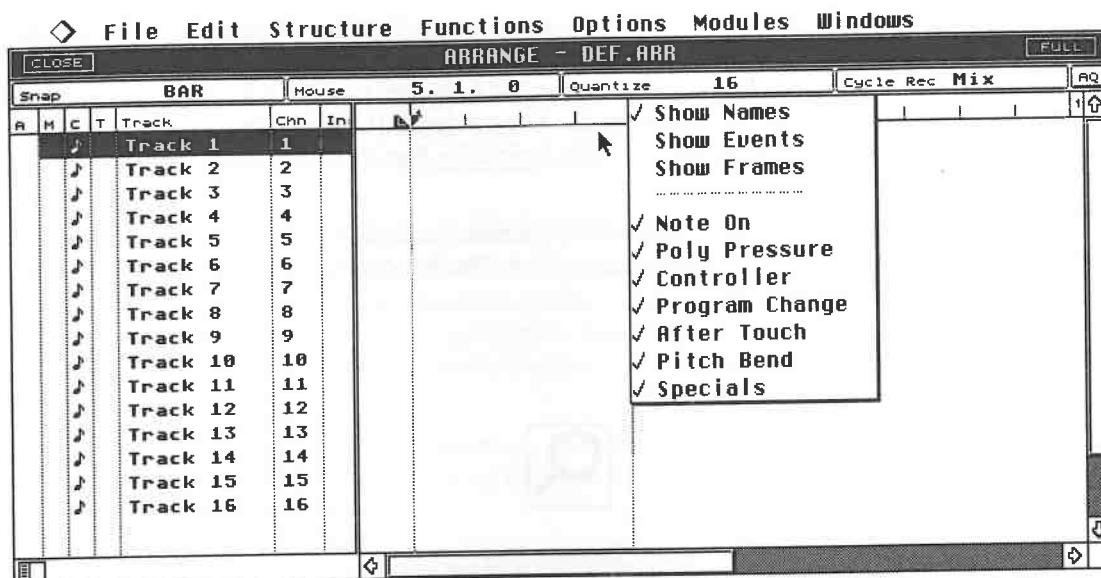 File Edit Structure Functions Options Modules Windows
CLOSE ARRANGE - DEF.ARR FULL
Snap BAR Mouse 5. 1. 0 Quantize 16 Cycle Rec Mix AQ
A M C T Track Chn In
Track 1 1
Track 2 2
Track 3 3
Track 4 4
Track 5 5
Track 6 6
Track 7 7
Track 8 8
Track 9 9
Track 10 10
Track 11 11
Track 12 12
Track 13 13
Track 14 14
Track 15 15
Track 16 16
✓ Show Names
Show Events
Show Frames
✓ Note On
✓ Poly Pressure
✓ Controller
✓ Program Change
✓ After Touch
✓ Pitch Bend
✓ Specials